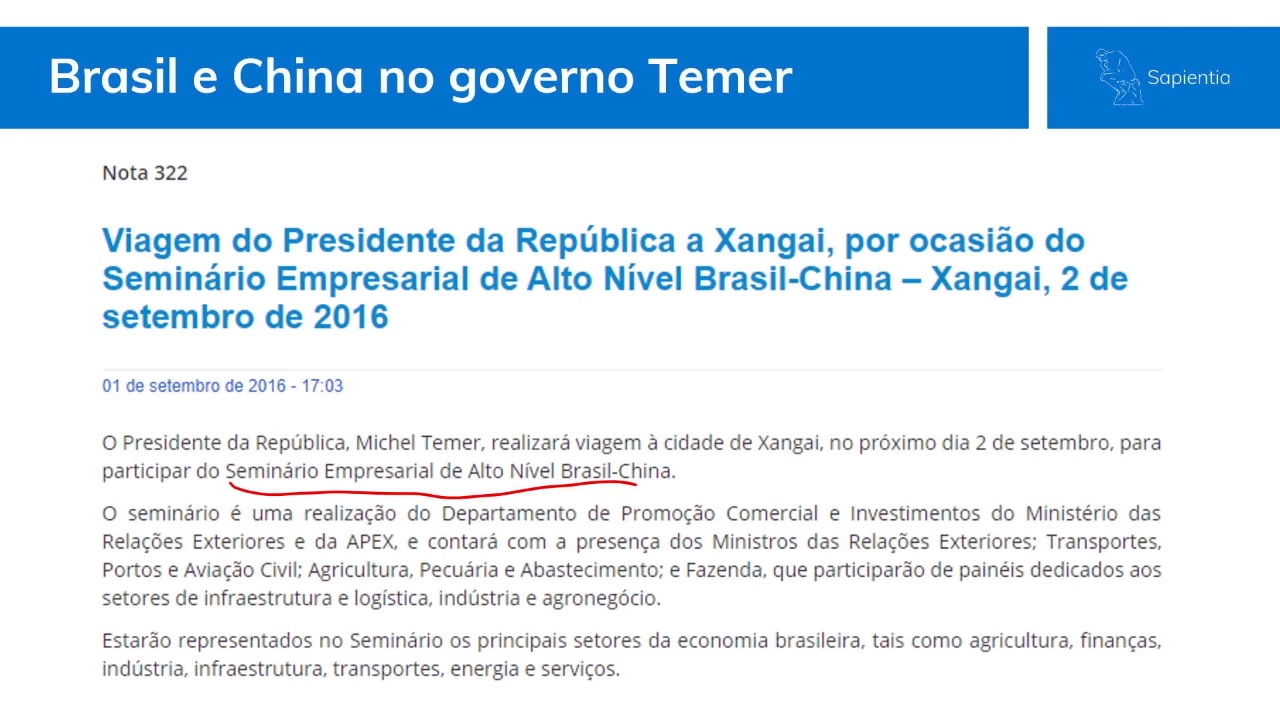 Brasil e China no governo Temer
Sapientia
Nota 322
Viagem do Presidente da República a Xangai, por ocasião do
Seminário Empresarial de Alto Nível Brasil-China – Xangai, 2 de
setembro de 2016
01 de setembro de 2016 - 17:03
O Presidente da República, Michel Temer, realizará viagem à cidade de Xangai, no próximo dia 2 de setembro, para
participar do Seminário Empresarial de Alto Nível Brasil-China.
O seminário é uma realização do Departamento de Promoção Comercial e Investimentos do Ministério das
Relações Exteriores e da APEX, e contará com a presença dos Ministros das Relações Exteriores; Transportes,
Portos e Aviação Civil; Agricultura, Pecuária e Abastecimento; e Fazenda, que participarão de painéis dedicados aos
setores de infraestrutura e logística, indústria e agronegócio.
Estarão representados no Seminário os principais setores da economia brasileira, tais como agricultura, finanças,
indústria, infraestrutura, transportes, energia e serviços.